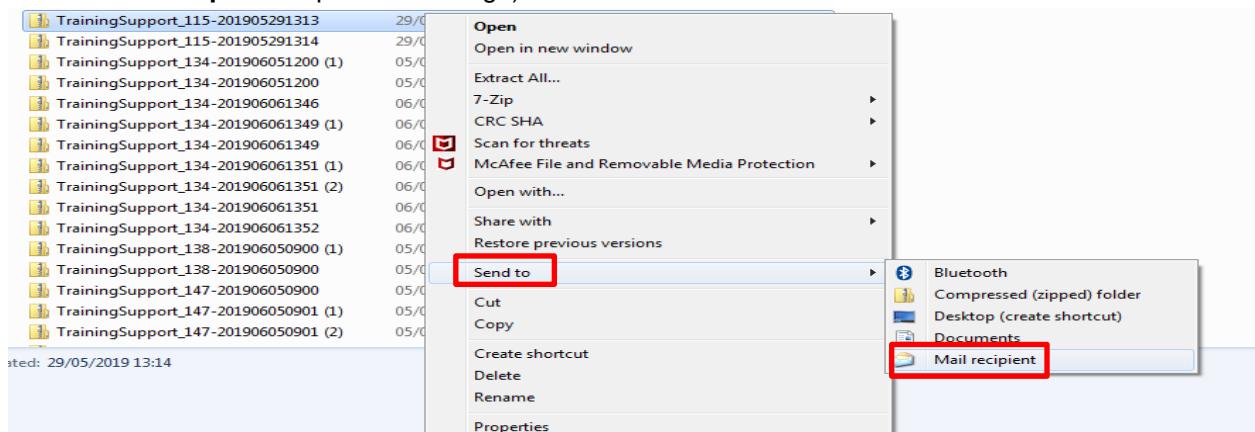 TrainingSupport_115-201905291313 29/0
TrainingSupport_115-201905291314 29/0
TrainingSupport_134-201906051200 (1) 05/0
TrainingSupport_134-201906051200 05/0
TrainingSupport_134-201906061346 06/0
TrainingSupport_134-201906061349 (1) 06/0
TrainingSupport_134-201906061349 06/0
TrainingSupport_134-201906061351 (1) 06/0
TrainingSupport_134-201906061351 (2) 06/0
TrainingSupport_134-201906061351 06/0
TrainingSupport_134-201906061352 06/0
TrainingSupport_138-201906050900 (1) 05/0
TrainingSupport_138-201906050900 05/0
TrainingSupport_147-201906050900 05/0
TrainingSupport_147-201906050901 (1) 05/0
TrainingSupport_147-201906050901 (2) 05/0
ated: 29/05/2019 13:14
Open
Open in new window
Extract All...
7-Zip
CRC SHA
Scan for threats
McAfee File and Removable Media Protection
Open with...
Share with
Restore previous versions
Send to
Cut
Copy
Create shortcut
Delete
Rename
Properties
Bluetooth
Compressed (zipped) folder
Desktop (create shortcut)
Documents
Mail recipient